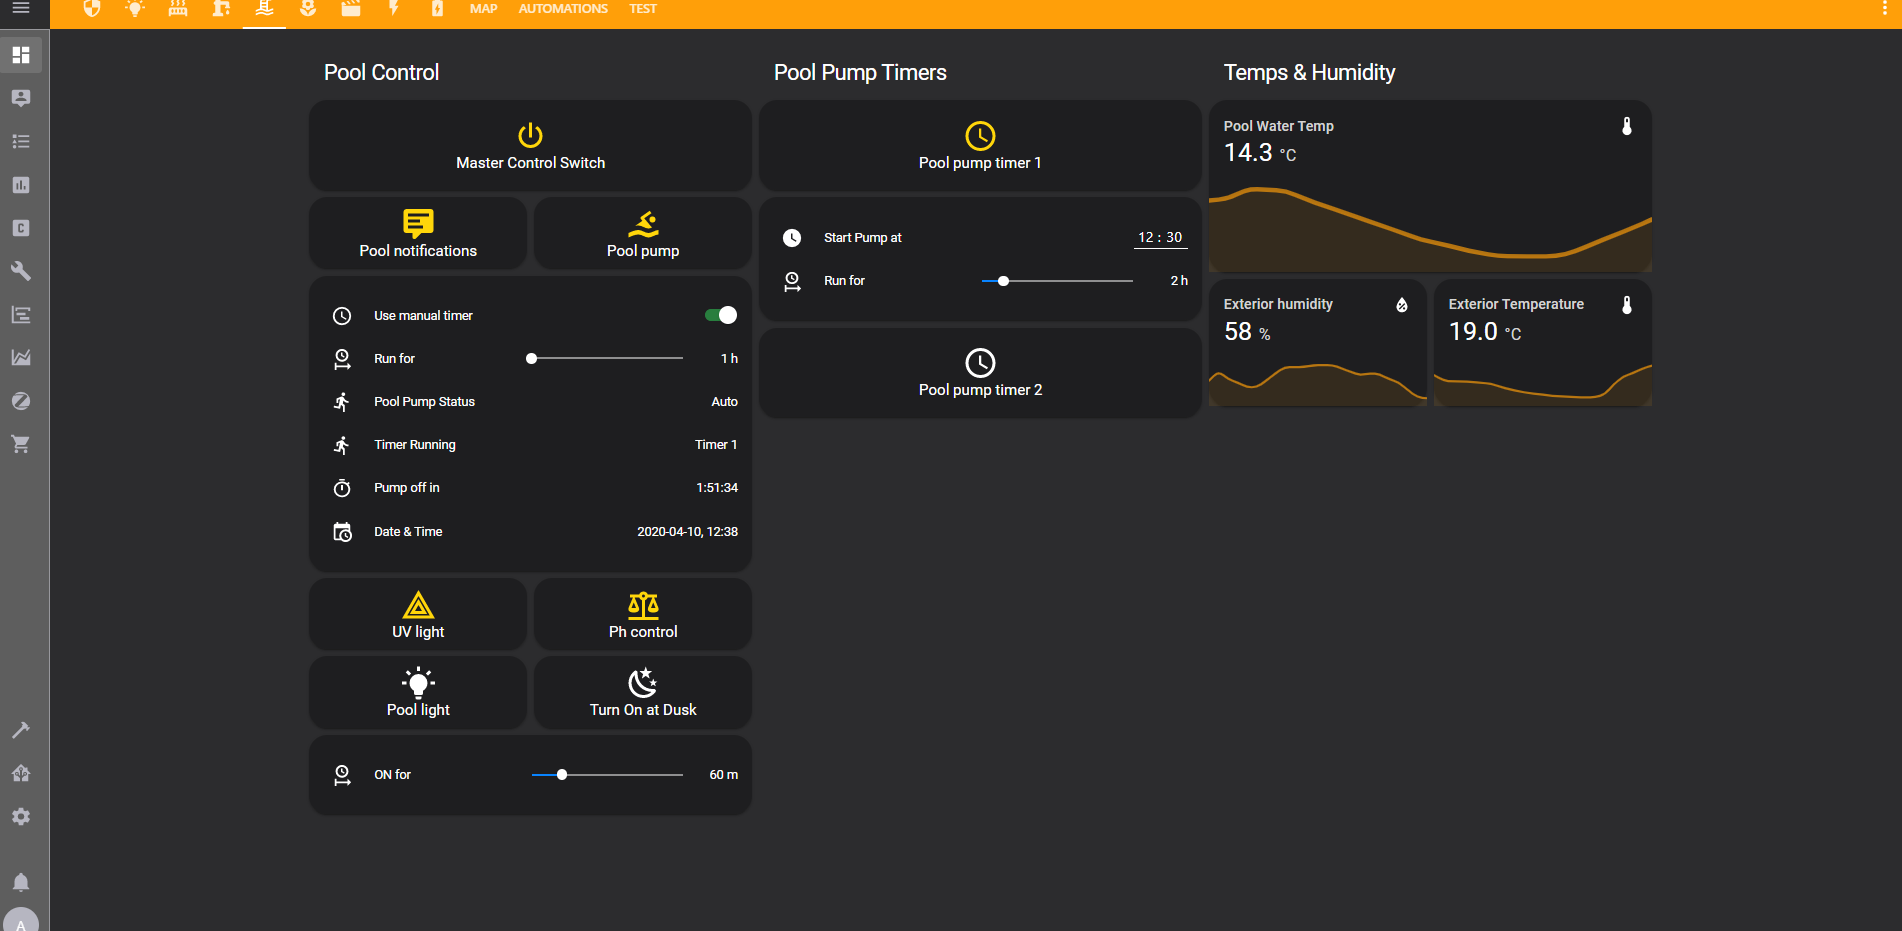 MAP AUTOMATIONS TEST
Pool Control
Master Control Switch
Pool notifications
Pool pump
Use manual timer
Run for 1 h
Pool Pump Status Auto
Timer Running Timer 1
Pump off in 1:51:34
Date & Time 2020-04-10, 12:38
UV light
Ph control
Pool light
Turn On at Dusk
ON for 60 m
Pool Pump Timers
Pool pump timer 1
Start Pump at 12 : 30
Run for 2 h
Pool pump timer 2
Temps & Humidity
Pool Water Temp
14.3 °C
Exterior humidity
58 %
Exterior Temperature
19.0 °C
C
A